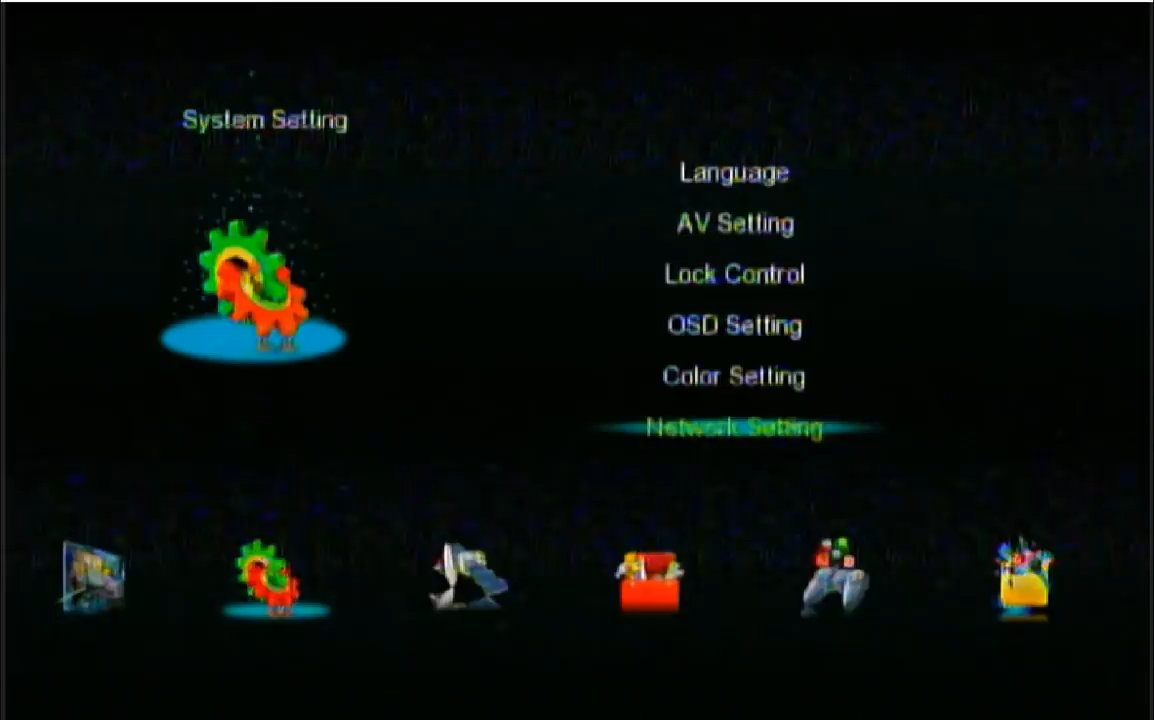 System Setting
Language
AV Setting
Lock Control
OSD Setting
Color Setting
Network Setting